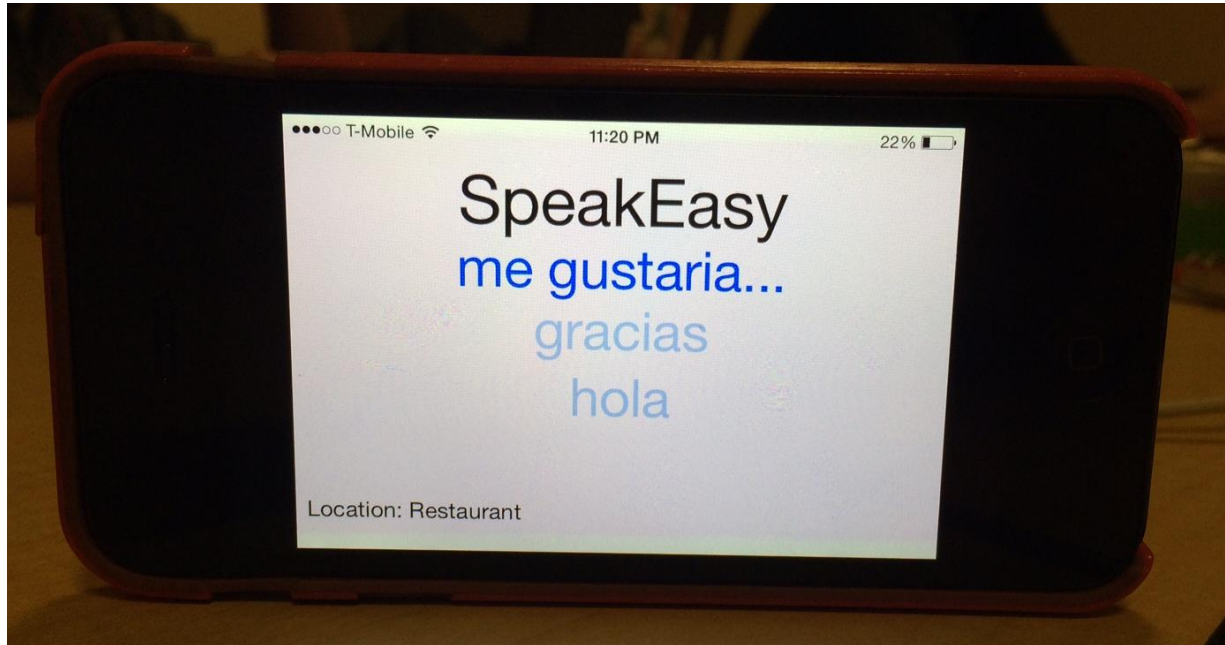 ●●●○○ T-Mobile 11:20 PM 22%
SpeakEasy
me gustaria...
gracias
hola
Location: Restaurant